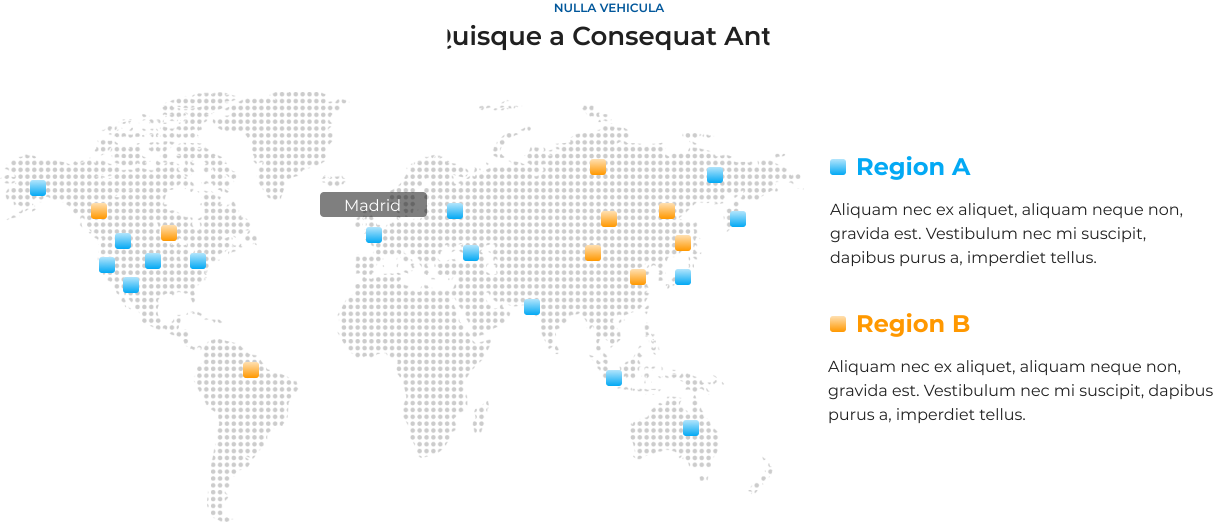 NULLA VEHICULA
uisque a Consequat Ant
Madrid
Region A
Aliquam nec ex aliquet, aliquam neque non,
gravida est. Vestibulum nec mi suscipit,
dapibus purus a, imperdiet tellus.
Region B
Aliquam nec ex aliquet, aliquam neque non,
gravida est. Vestibulum nec mi suscipit, dapibus
purus a, imperdiet tellus.